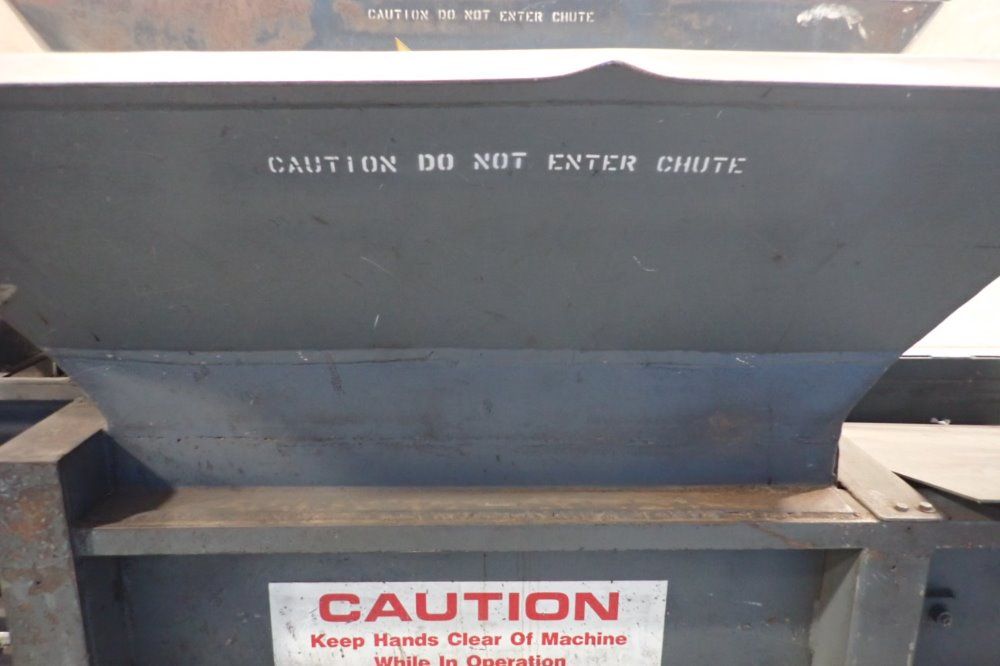 CAUTION DO NOT ENTER CHUTE
CAUTION DO NOT ENTER CHUTE
CAUTION
Keep Hands Clear Of Machine
While In Operation